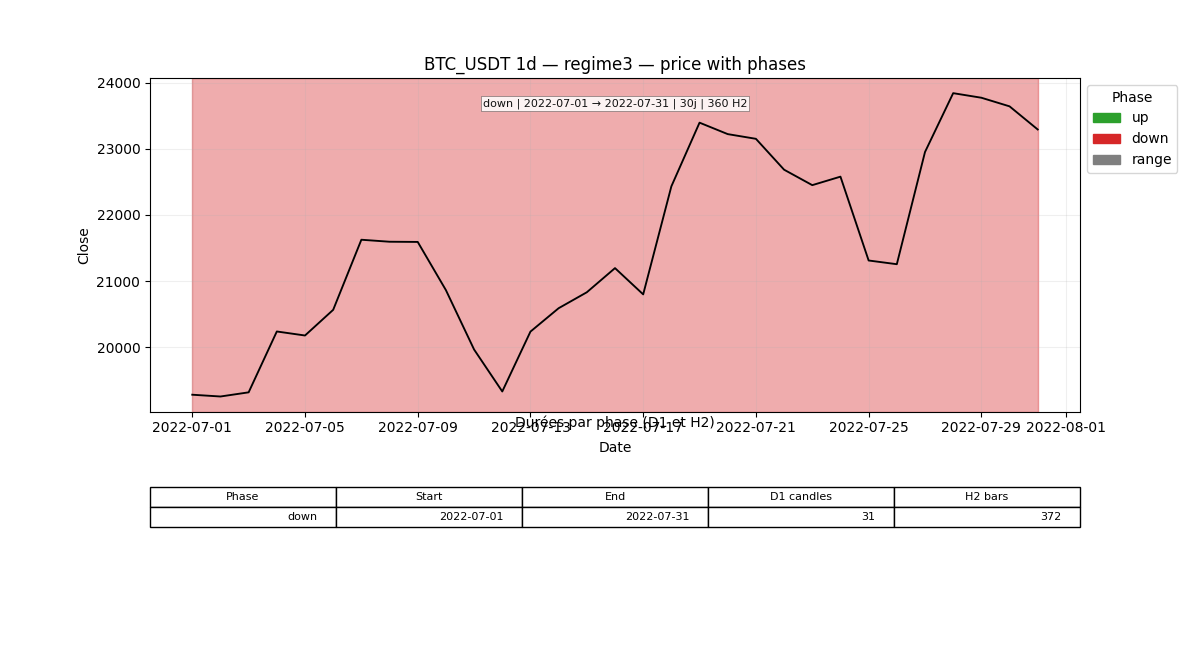 BTC_USDT 1d — regime3 — price with phases
24000
23000
22000
21000
20000
Close
down | 2022-07-01 → 2022-07-31 | 30j | 360 H2
Phase
up
down
range
2022-07-01 2022-07-05 2022-07-09 2022-07-13 2022-07-17 2022-07-21 2022-07-25 2022-07-29 2022-08-01
Durées par phase (D1 et H2)
Date
Phase Start End D1 candles H2 bars
down 2022-07-01 2022-07-31 31 372